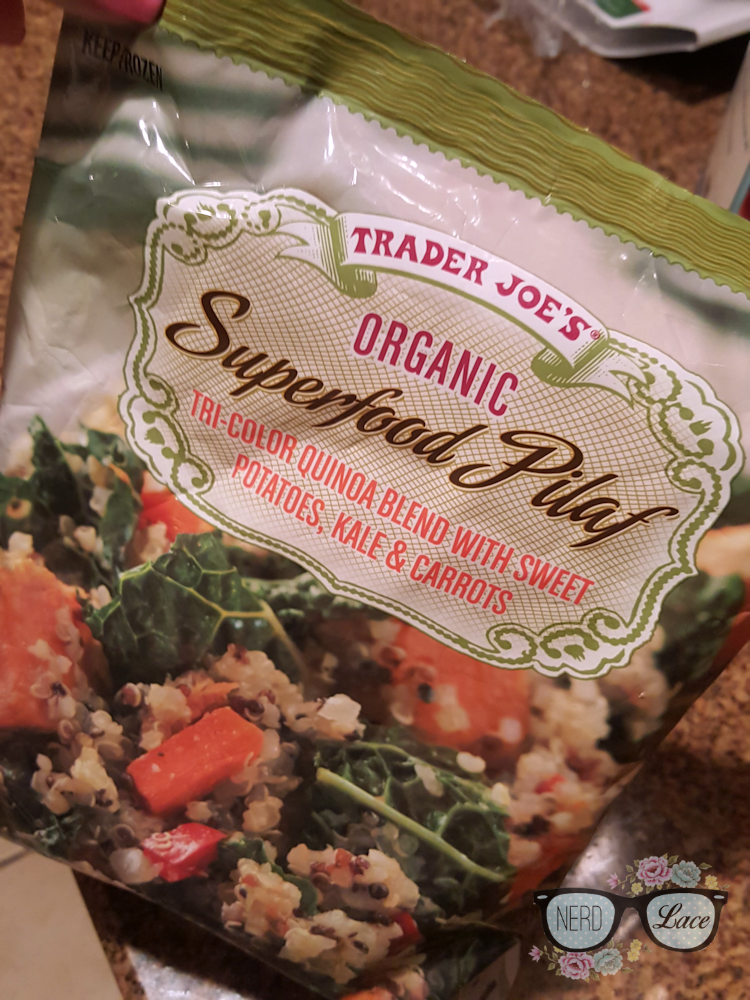 KEEP FROZEN
TRADER JOE'S®
ORGANIC
Superfood Pilaf
TRI-COLOR QUINOA BLEND WITH SWEET
POTATOES, KALE & CARROTS
NERD Lace